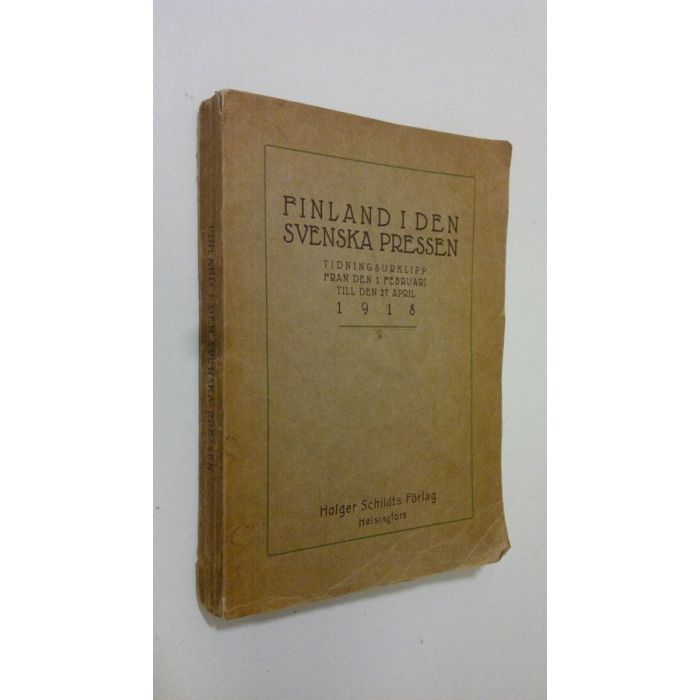 FINLAND I DEN
SVENSKA PRESSEN
TIDNINGSURKLIPP
FRÅN DEN 1 FEBRUARI
TILL DEN 27 APRIL
1918
Holger Schildts Förlag
Helsingfors
FINLAND I DEN SVENSKA PRESSEN